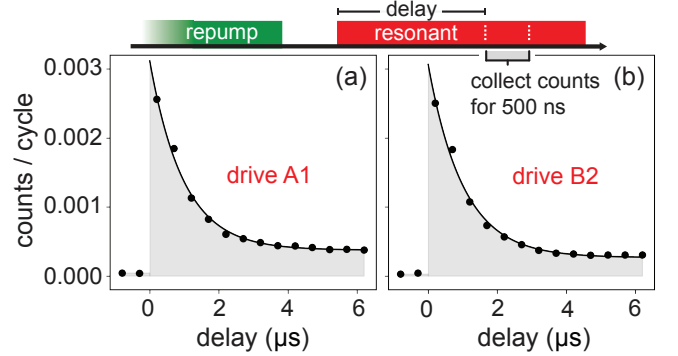 delay
repump
resonant
collect counts
for 500 ns
(a)
(b)
drive A1
drive B2
counts / cycle
0.003
0.002
0.001
0.000
0 2 4 6
0 2 4 6
delay (μs)
delay (μs)